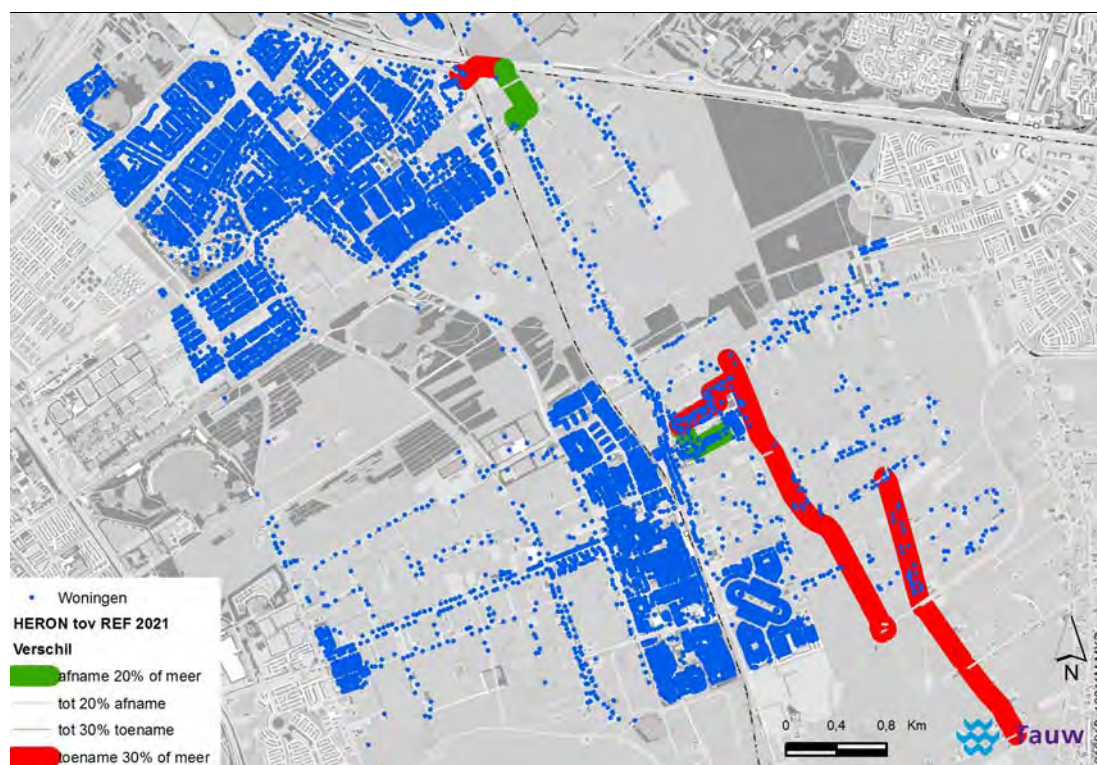 Woningen
HERON tov REF 2021
Verschil
afname 20% of meer
tot 20% afname
tot 30% toename
toename 30% of meer
0 0,4 0,8 Km
N
Tauw